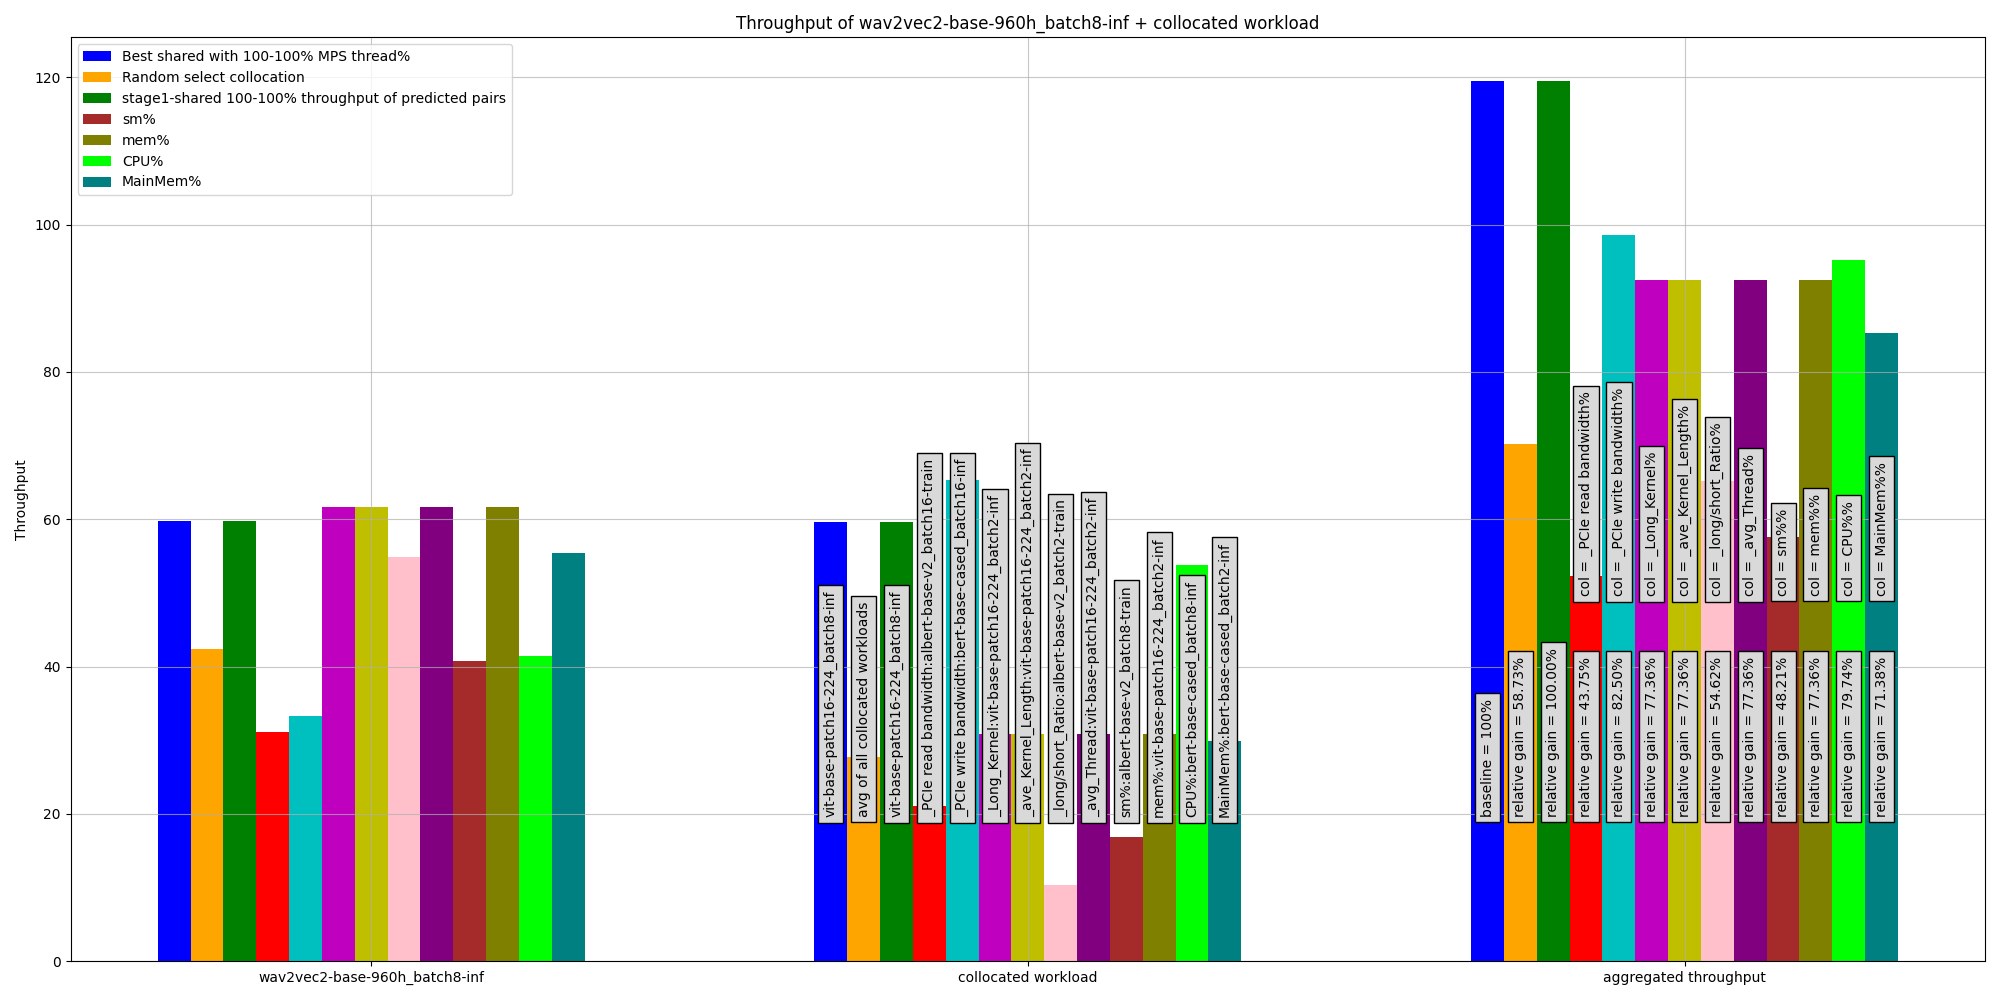 Throughput of wav2vec2-base-960h_batch8-inf + collocated workload
Best shared with 100-100% MPS thread%
Random select collocation
stage1-shared 100-100% throughput of predicted pairs
sm%
mem%
CPU%
MainMem%
Throughput
120
100
80
60
40
20
0
vit-base-patch16-224_batch8-inf
avg of all collocated workloads
vit-base-patch16-224_batch8-inf
_PCIe read bandwidth:albert-base-v2_batch16-train
_PCIe write bandwidth:bert-base-cased_batch16-inf
_Long_Kernel:vit-base-patch16-224_batch2-inf
_ave_Kernel_Length:vit-base-patch16-224_batch2-inf
_long/short_Ratio:albert-base-v2_batch2-train
_avg_Thread:vit-base-patch16-224_batch2-inf
sm%:albert-base-v2_batch8-train
mem%:vit-base-patch16-224_batch2-inf
CPU%:bert-base-cased_batch8-inf
MainMem%:bert-base-cased_batch2-inf
col = _PCIe read bandwidth%
col = _PCIe write bandwidth%
col = _Long_Kernel%
col = _ave_Kernel_Length%
col = _long/short_Ratio%
col = _avg_Thread%
col = sm%%
col = mem%%
col = CPU%%
col = MainMem%%
baseline = 100%
relative gain = 58.73%
relative gain = 100.00%
relative gain = 43.75%
relative gain = 82.50%
relative gain = 77.36%
relative gain = 77.36%
relative gain = 54.62%
relative gain = 77.36%
relative gain = 48.21%
relative gain = 77.36%
relative gain = 79.74%
relative gain = 71.38%
wav2vec2-base-960h_batch8-inf
collocated workload
aggregated throughput